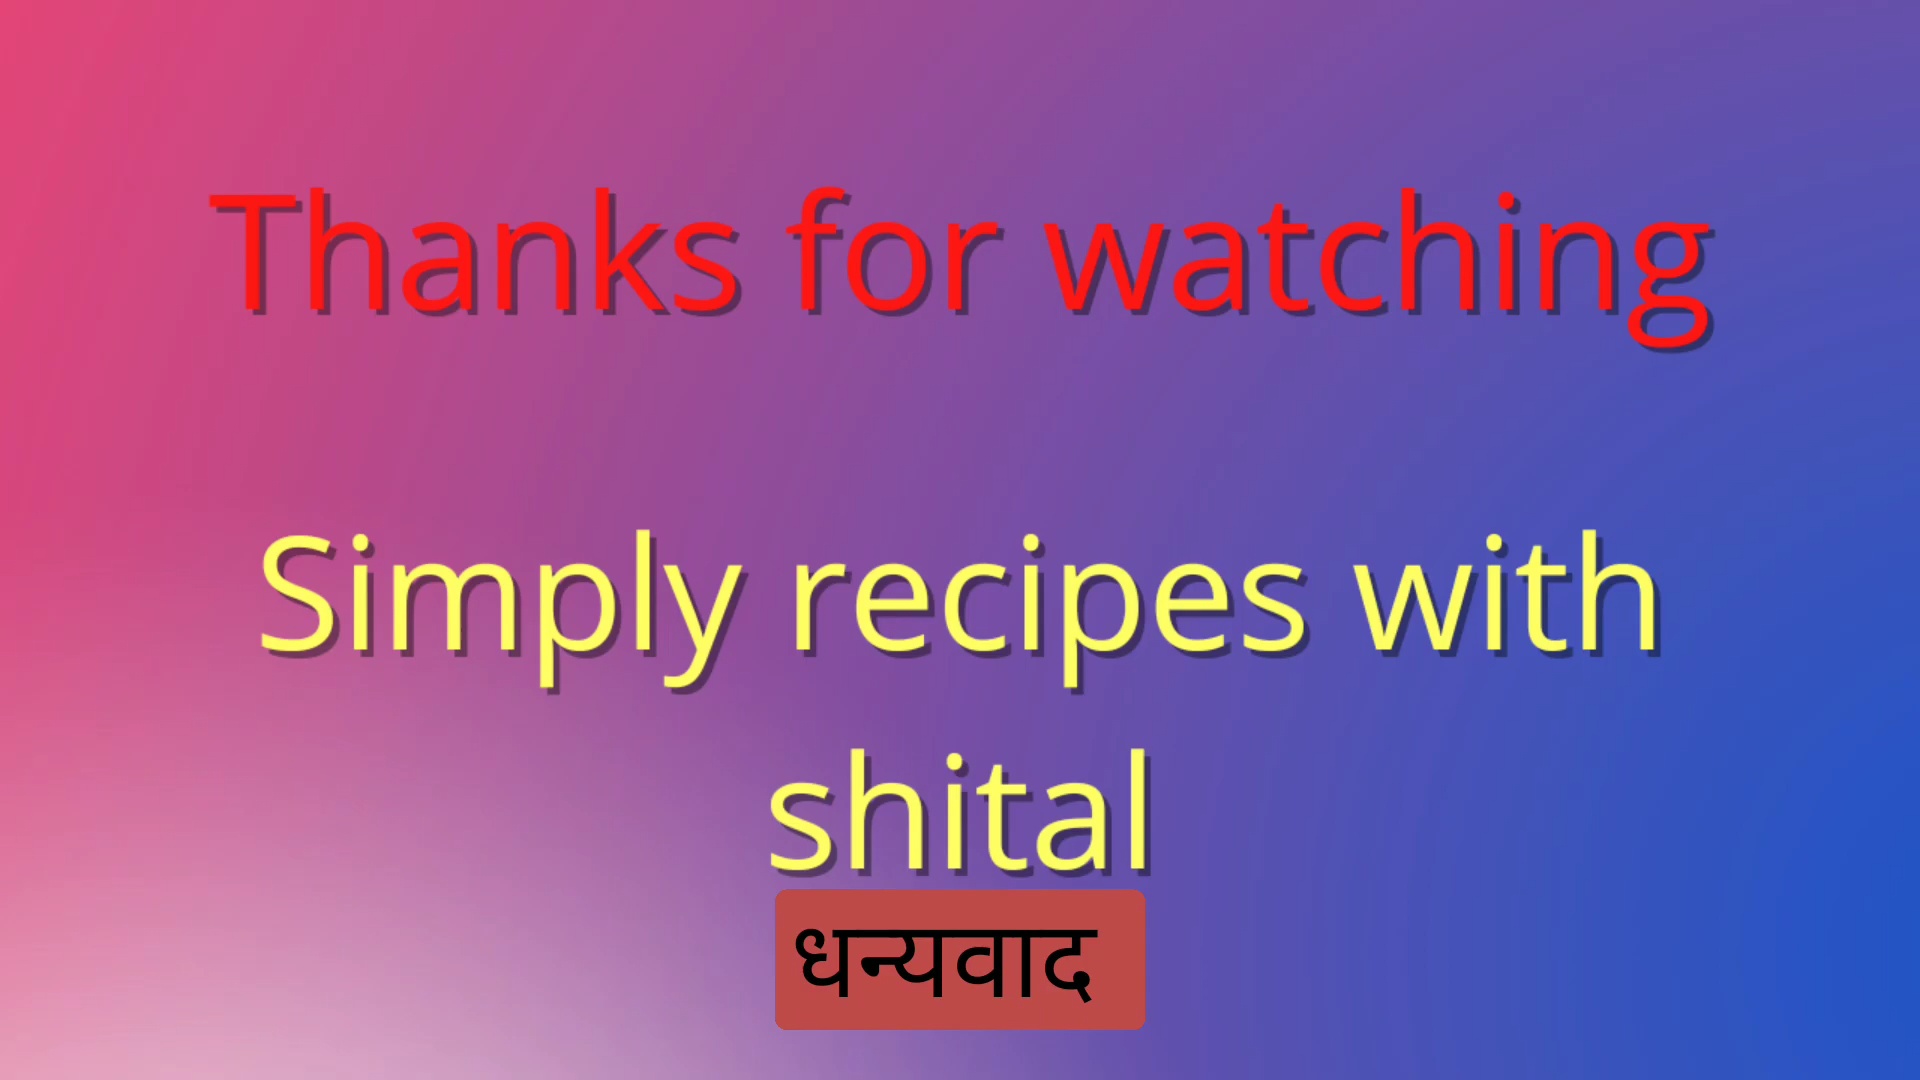 Thanks for watching
Simply recipes with
shital
धन्यवाद